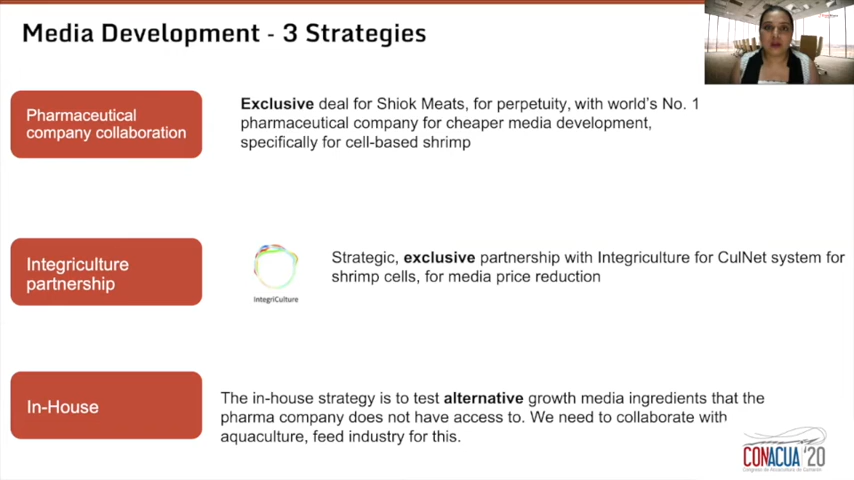 Media Development - 3 Strategies
Pharmaceutical
company collaboration
Exclusive deal for Shiok Meats, for perpetuity, with world's No. 1
pharmaceutical company for cheaper media development,
specifically for cell-based shrimp
Integriculture
partnership
IntegriCulture
Strategic, exclusive partnership with Integriculture for CulNet system for
shrimp cells, for media price reduction
In-House
The in-house strategy is to test alternative growth media ingredients that the
pharma company does not have access to. We need to collaborate with
aquaculture, feed industry for this.
CONACUA '20